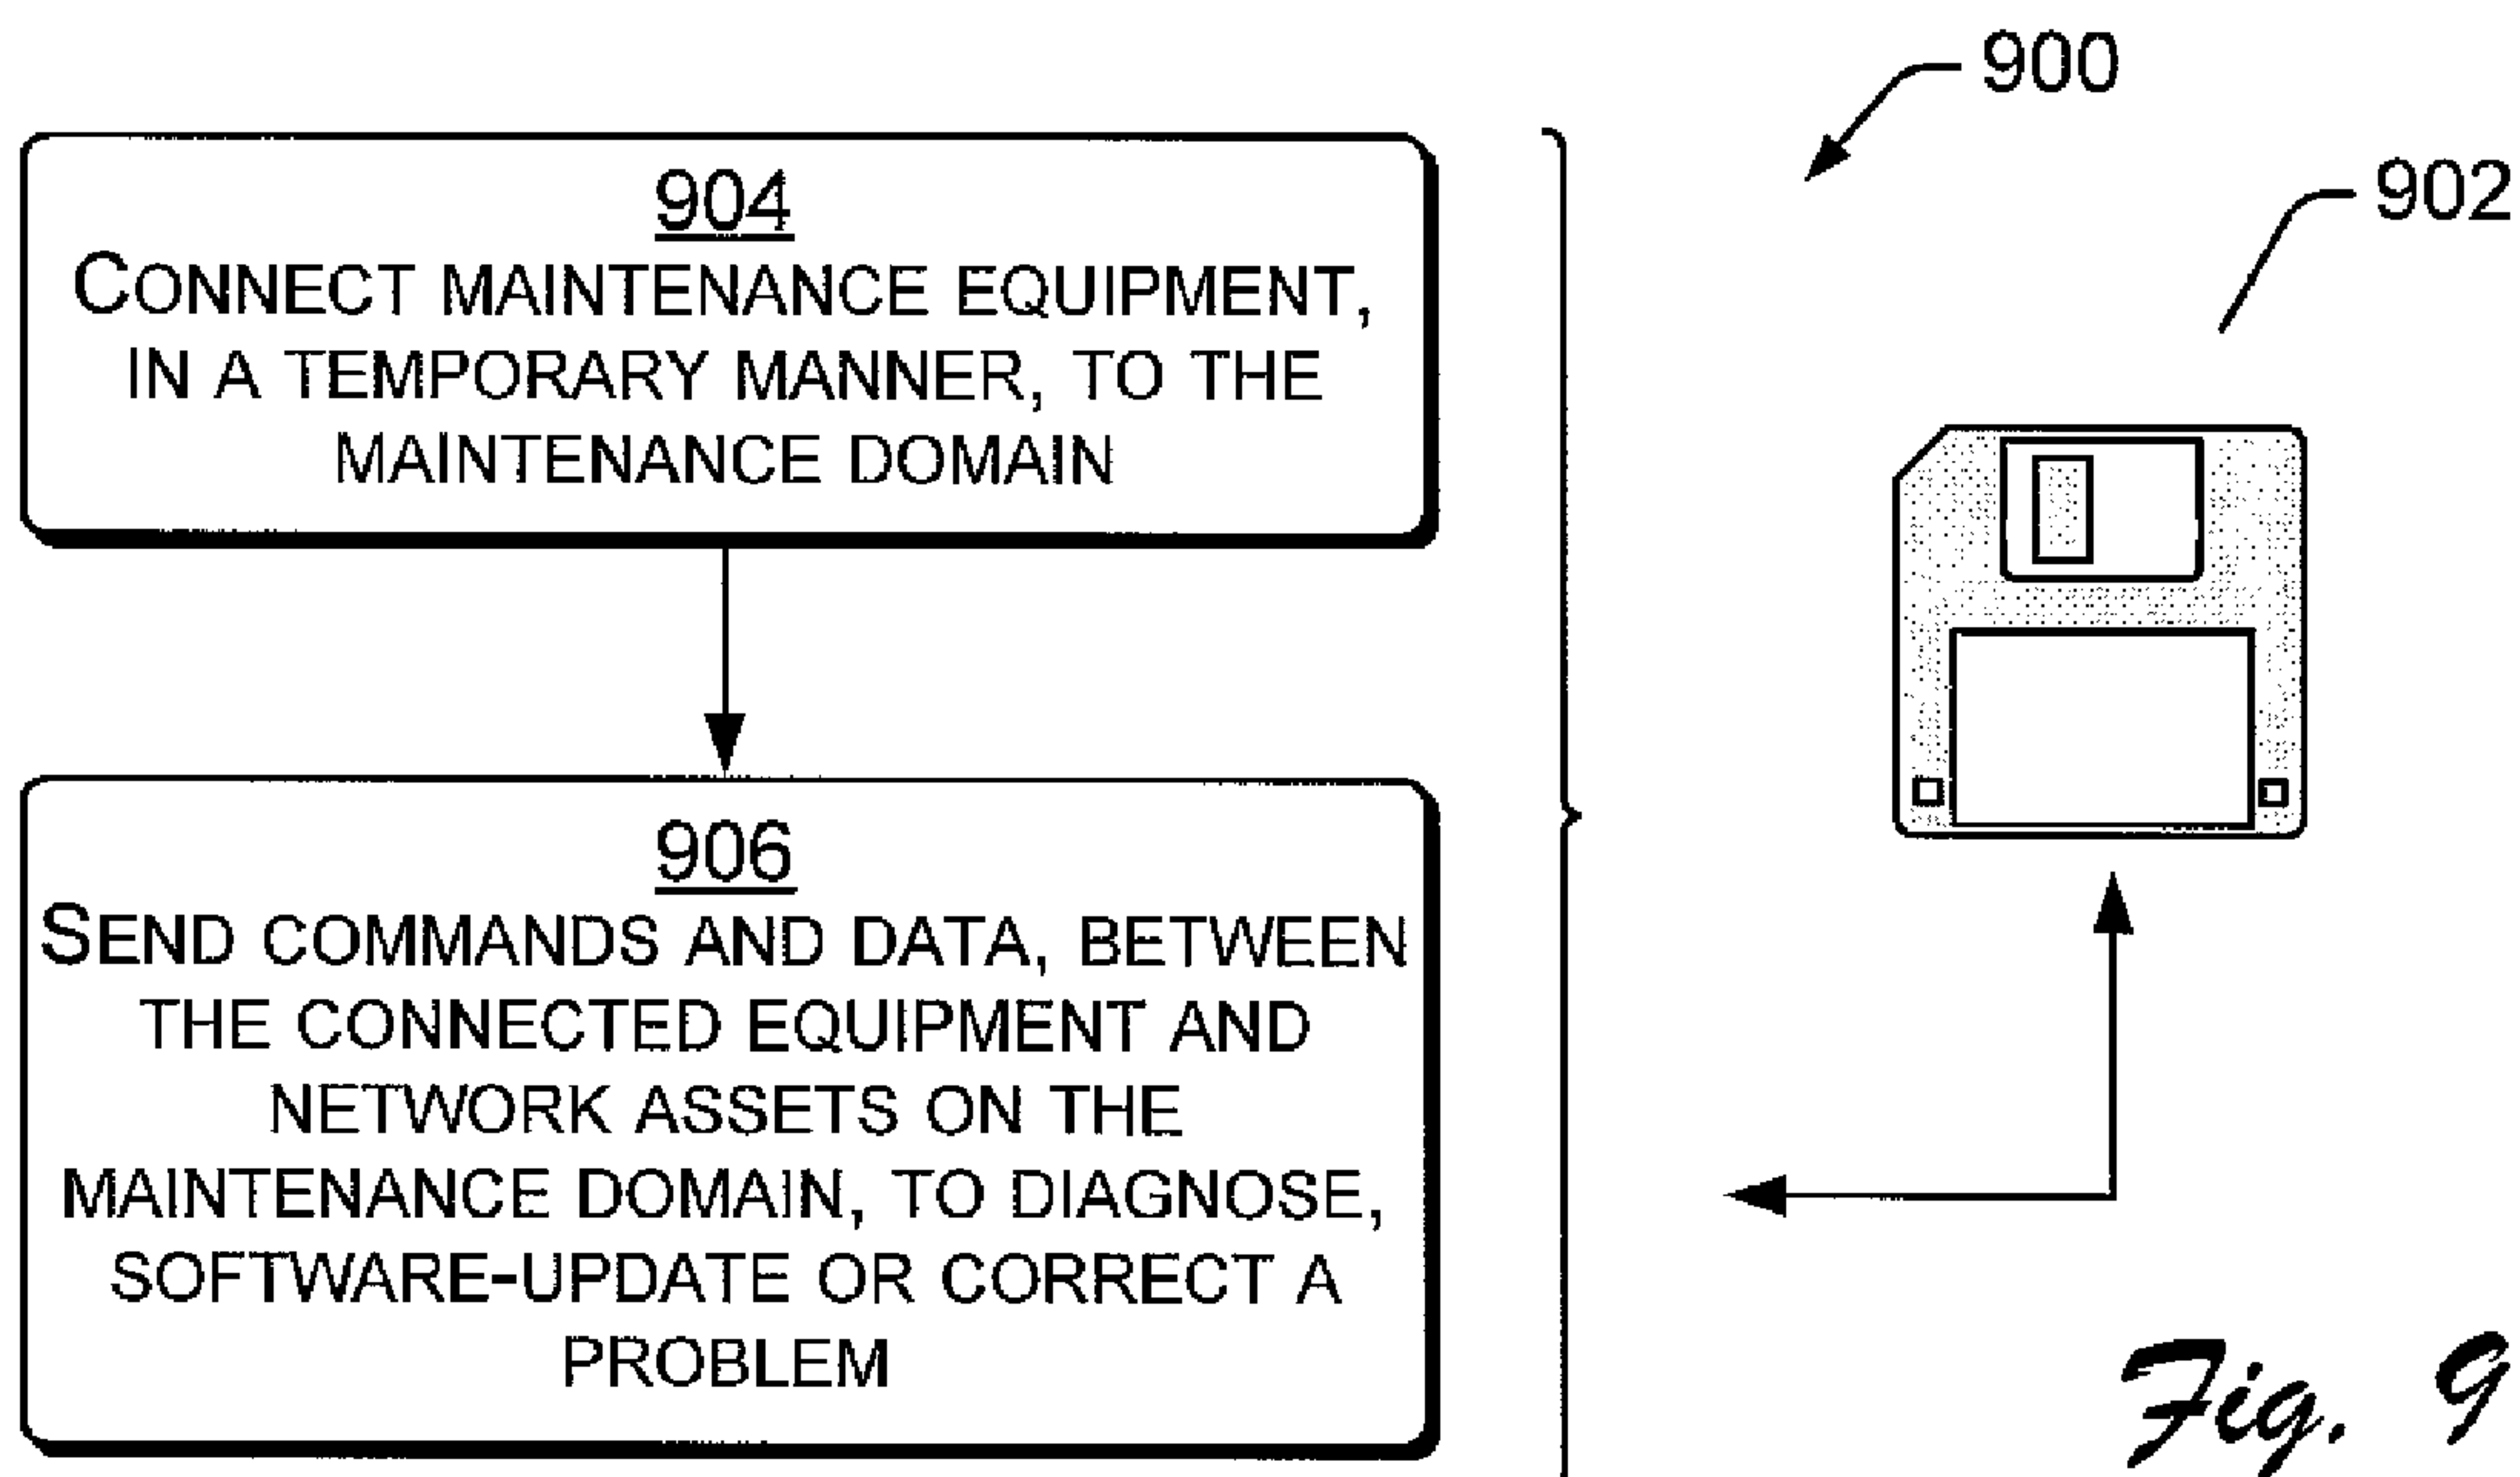 900
902
904
CONNECT MAINTENANCE EQUIPMENT,
IN A TEMPORARY MANNER, TO THE
MAINTENANCE DOMAIN
906
SEND COMMANDS AND DATA, BETWEEN
THE CONNECTED EQUIPMENT AND
NETWORK ASSETS ON THE
MAINTENANCE DOMAIN, TO DIAGNOSE,
SOFTWARE-UPDATE OR CORRECT A
PROBLEM
Fig. 9